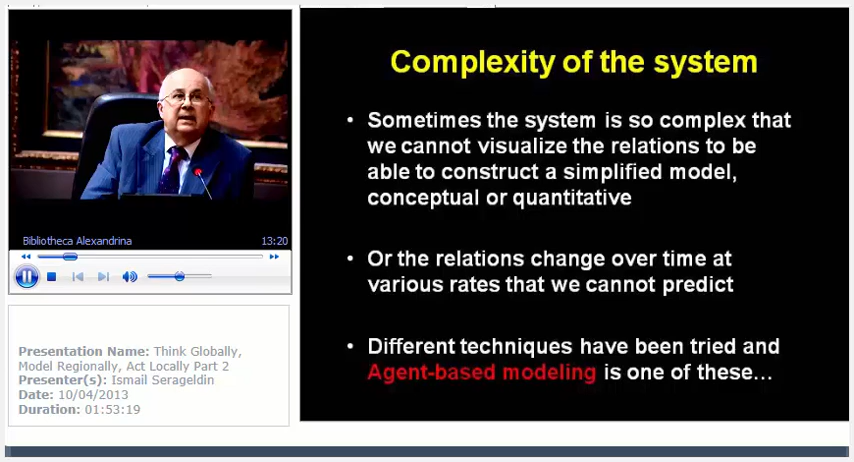 Bibliotheca Alexandrina 13:20
Presentation Name: Think Globally,
Model Regionally, Act Locally Part 2
Presenter(s): Ismail Serageldin
Date: 10/04/2013
Duration: 01:53:19
Complexity of the system
• Sometimes the system is so complex that
we cannot visualize the relations to be
able to construct a simplified model,
conceptual or quantitative
• Or the relations change over time at
various rates that we cannot predict
• Different techniques have been tried and
Agent-based modeling is one of these...